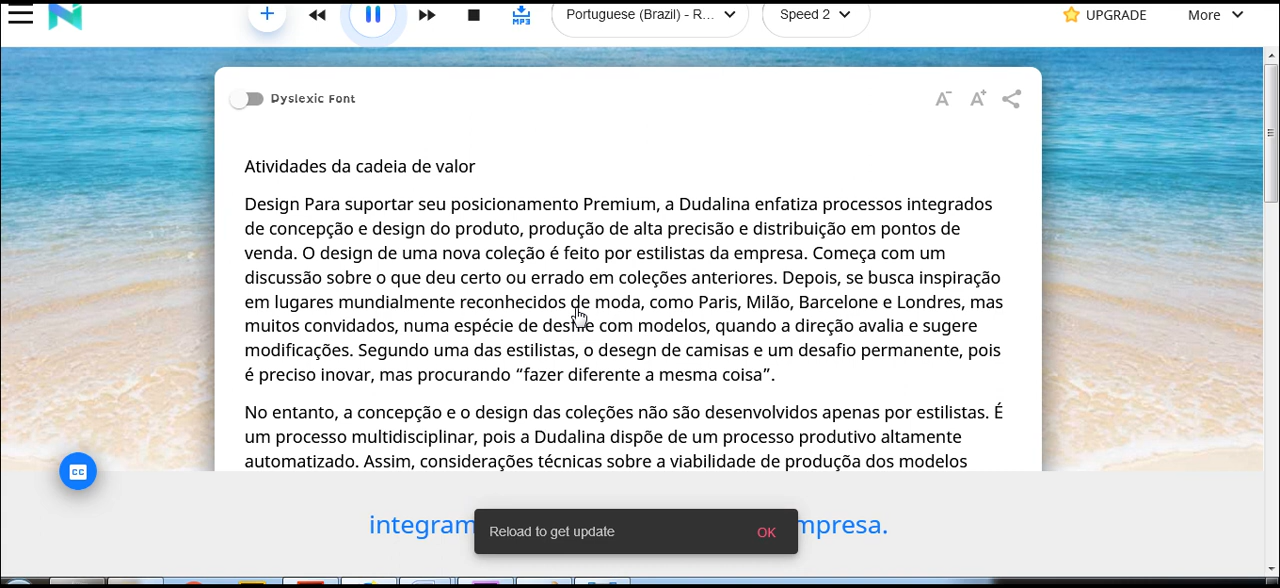 MP3
Portuguese (Brazil) - R...
Speed 2
UPGRADE
More
Dyslexic Font
A-
A+
Atividades da cadeia de valor
Design Para suportar seu posicionamento Premium, a Dudalina enfatiza processos integrados
de concepção e design do produto, produção de alta precisão e distribuição em pontos de
venda. O design de uma nova coleção é feito por estilistas da empresa. Começa com um
discussão sobre o que deu certo ou errado em coleções anteriores. Depois, se busca inspiração
em lugares mundialmente reconhecidos de moda, como Paris, Milão, Barcelone e Londres, mas
muitos convidados, numa espécie de desfile com modelos, quando a direção avalia e sugere
modificações. Segundo uma das estilistas, o desegn de camisas e um desafio permanente, pois
é preciso inovar, mas procurando “fazer diferente a mesma coisa”.
No entanto, a concepção e o design das coleções não são desenvolvidos apenas por estilistas. É
um processo multidisciplinar, pois a Dudalina dispõe de um processo produtivo altamente
automatizado. Assim, considerações técnicas sobre a viabilidade de produção dos modelos
CC
Reload to get update
OK